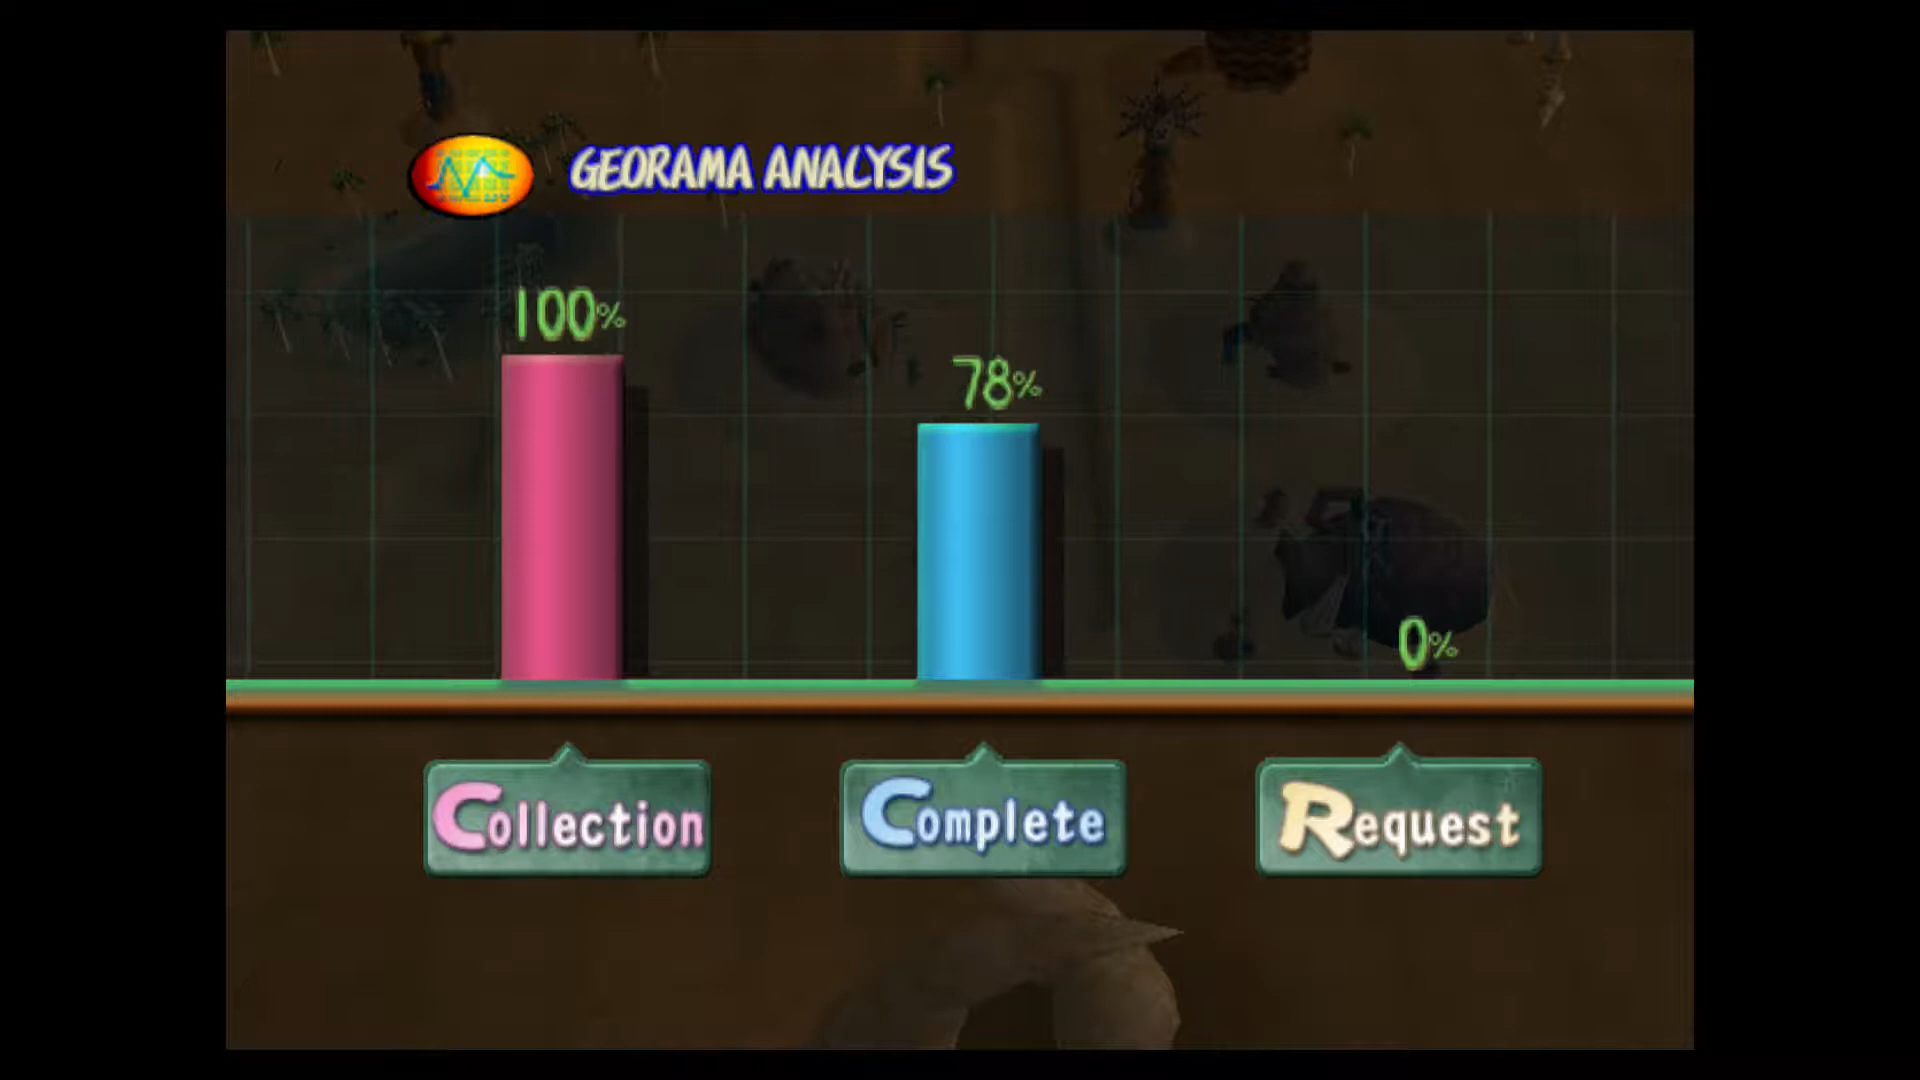 GEORAMA ANALYSIS
100%
78%
0%
Collection
Complete
Request